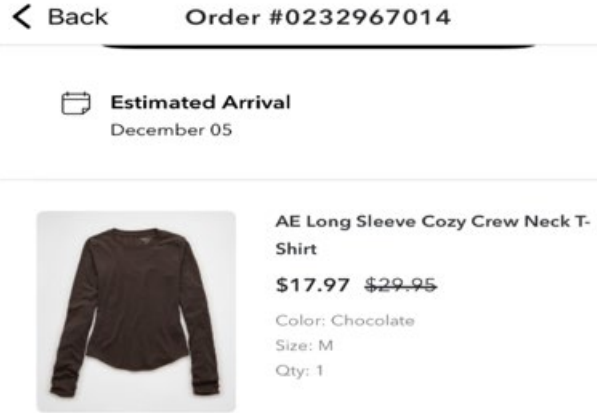 Back
Order #0232967014
Estimated Arrival
December 05
AE Long Sleeve Cozy Crew Neck T-
Shirt
$17.97 $29.95
Color: Chocolate
Size: M
Qty: 1